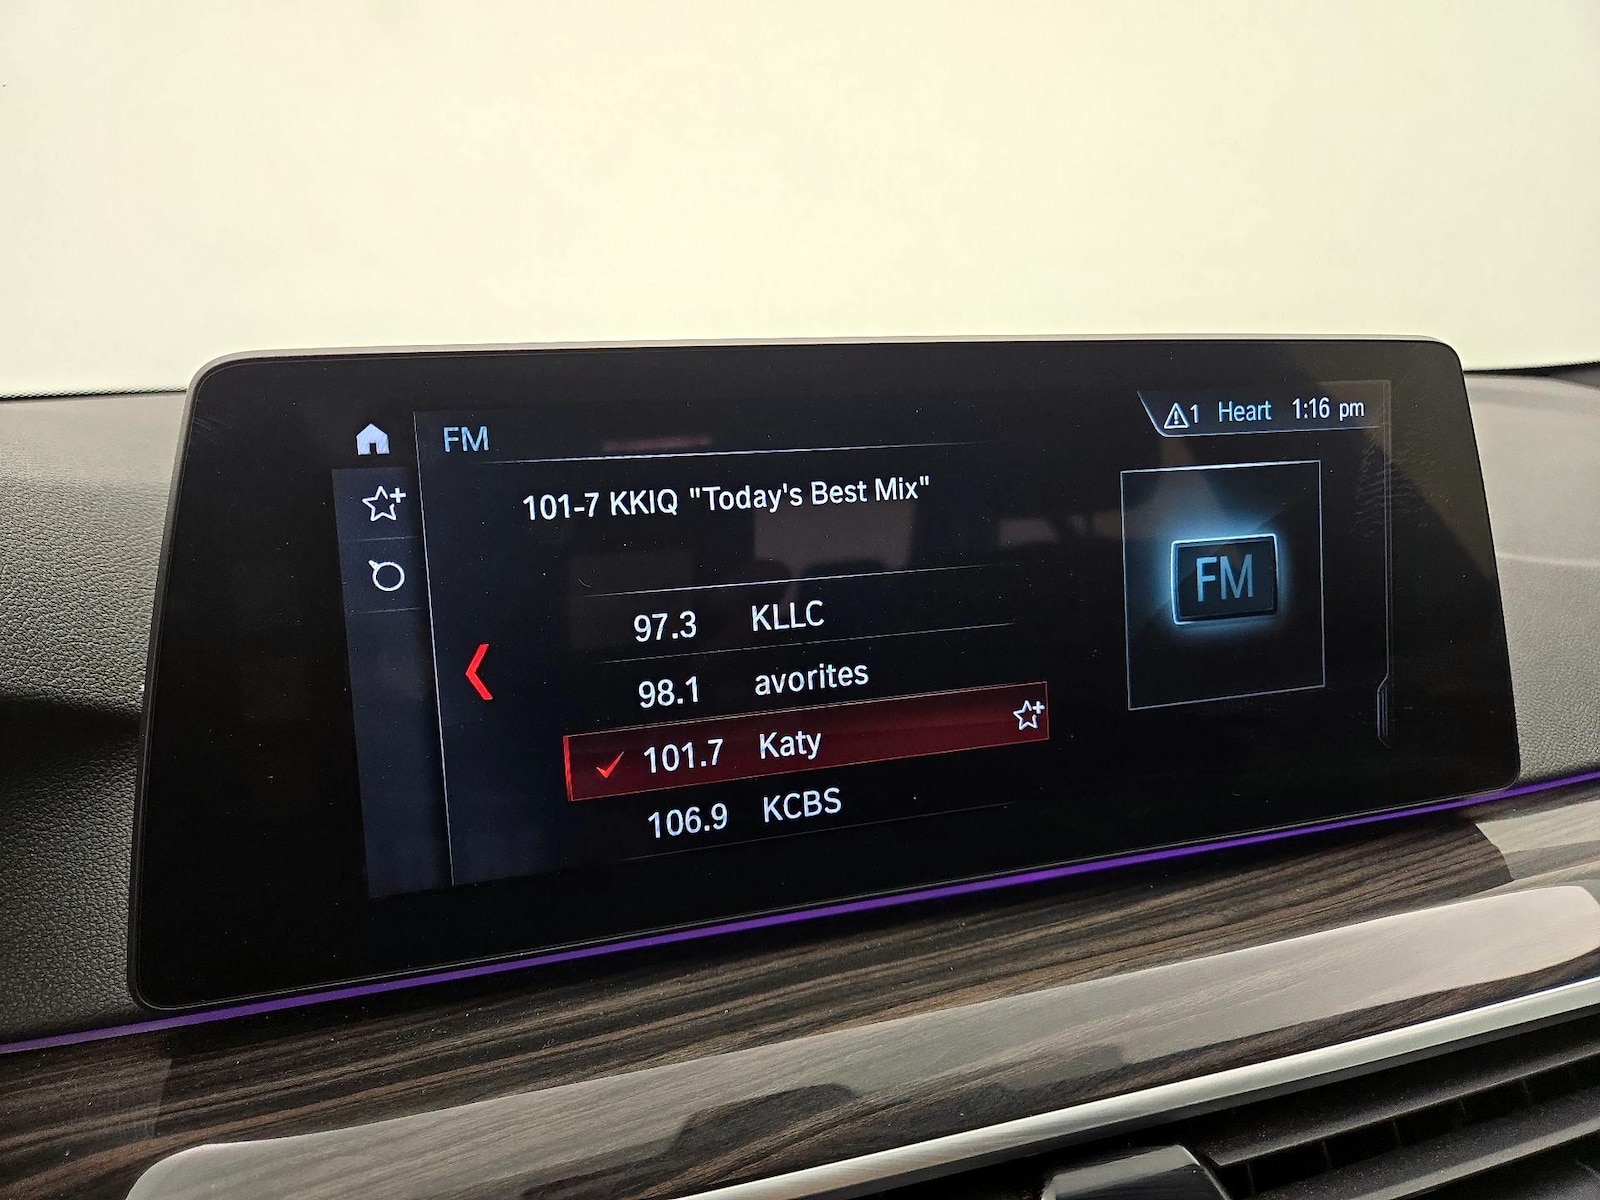 FM
1 Heart 1:16 pm
101-7 KKIQ "Today's Best Mix"
97.3 KLLC
98.1 avorites
101.7 Katy
106.9 KCBS
FM